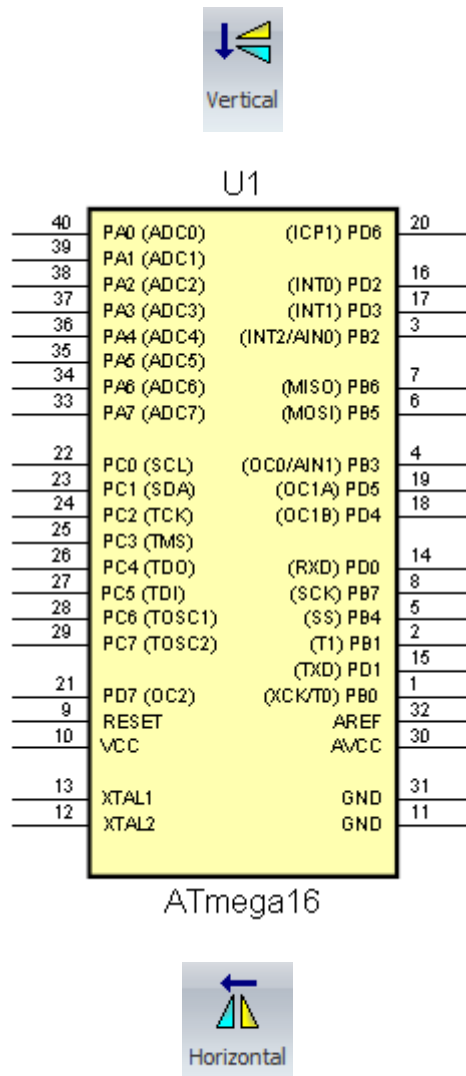 Vertical
U1
40 PA0 (ADC0) (ICP1) PD6 20
39 PA1 (ADC1)
38 PA2 (ADC2) (INT0) PD2 16
37 PA3 (ADC3) (INT1) PD3 17
36 PA4 (ADC4) (INT2/AIN0) PB2 3
35 PA5 (ADC5)
34 PA6 (ADC6) (MISO) PB6 7
33 PA7 (ADC7) (MOSI) PB5 6
22 PC0 (SCL) (OC0/AIN1) PB3 4
23 PC1 (SDA) (OC1A) PD5 19
24 PC2 (TCK) (OC1B) PD4 18
25 PC3 (TMS)
26 PC4 (TDO) (RXD) PD0 14
27 PC5 (TDI) (SCK) PB7 8
28 PC6 (TOSC1) (SS) PB4 5
29 PC7 (TOSC2) (T1) PB1 2
(TXD) PD1 15
21 PD7 (OC2) (XCK/T0) PB0 1
9 RESET AREF 32
10 VCC AVCC 30
13 XTAL1 GND 31
12 XTAL2 GND 11
ATmega16
Horizontal